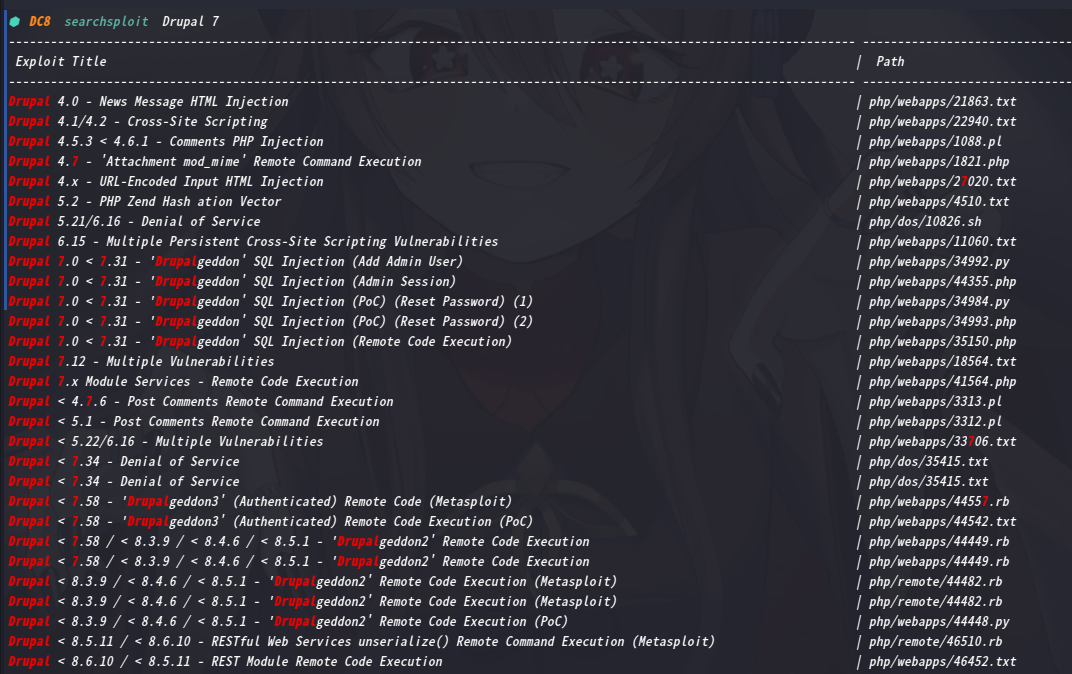 DC8 searchsploit Drupal 7
Exploit Title | Path
Drupal 4.0 - News Message HTML Injection | php/webapps/21863.txt
Drupal 4.1/4.2 - Cross-Site Scripting | php/webapps/22940.txt
Drupal 4.5.3 < 4.6.1 - Comments PHP Injection | php/webapps/1088.pl
Drupal 4.7 - 'Attachment mod_mime' Remote Command Execution | php/webapps/1821.php
Drupal 4.x - URL-Encoded Input HTML Injection | php/webapps/27020.txt
Drupal 5.2 - PHP Zend Hash ation Vector | php/webapps/4510.txt
Drupal 5.21/6.16 - Denial of Service | php/dos/10826.sh
Drupal 6.15 - Multiple Persistent Cross-Site Scripting Vulnerabilities | php/webapps/11060.txt
Drupal 7.0 < 7.31 - 'Drupalgeddon' SQL Injection (Add Admin User) | php/webapps/34992.py
Drupal 7.0 < 7.31 - 'Drupalgeddon' SQL Injection (Admin Session) | php/webapps/44355.php
Drupal 7.0 < 7.31 - 'Drupalgeddon' SQL Injection (PoC) (Reset Password) (1) | php/webapps/34984.py
Drupal 7.0 < 7.31 - 'Drupalgeddon' SQL Injection (PoC) (Reset Password) (2) | php/webapps/34993.php
Drupal 7.0 < 7.31 - 'Drupalgeddon' SQL Injection (Remote Code Execution) | php/webapps/35150.php
Drupal 7.12 - Multiple Vulnerabilities | php/webapps/18564.txt
Drupal 7.x Module Services - Remote Code Execution | php/webapps/41564.php
Drupal < 4.7.6 - Post Comments Remote Command Execution | php/webapps/3313.pl
Drupal < 5.1 - Post Comments Remote Command Execution | php/webapps/3312.pl
Drupal < 5.22/6.16 - Multiple Vulnerabilities | php/webapps/33706.txt
Drupal < 7.34 - Denial of Service | php/dos/35415.txt
Drupal < 7.34 - Denial of Service | php/dos/35415.txt
Drupal < 7.58 - 'Drupalgeddon3' (Authenticated) Remote Code (Metasploit) | php/webapps/44557.rb
Drupal < 7.58 - 'Drupalgeddon3' (Authenticated) Remote Code Execution (PoC) | php/webapps/44542.txt
Drupal < 7.58 / < 8.3.9 / < 8.4.6 / < 8.5.1 - 'Drupalgeddon2' Remote Code Execution | php/webapps/44449.rb
Drupal < 7.58 / < 8.3.9 / < 8.4.6 / < 8.5.1 - 'Drupalgeddon2' Remote Code Execution | php/webapps/44449.rb
Drupal < 8.3.9 / < 8.4.6 / < 8.5.1 - 'Drupalgeddon2' Remote Code Execution (Metasploit) | php/remote/44482.rb
Drupal < 8.3.9 / < 8.4.6 / < 8.5.1 - 'Drupalgeddon2' Remote Code Execution (Metasploit) | php/remote/44482.rb
Drupal < 8.3.9 / < 8.4.6 / < 8.5.1 - 'Drupalgeddon2' Remote Code Execution (PoC) | php/webapps/44448.py
Drupal < 8.5.11 / < 8.6.10 - RESTful Web Services unserialize() Remote Command Execution (Metasploit) | php/remote/46510.rb
Drupal < 8.6.10 / < 8.5.11 - REST Module Remote Code Execution | php/webapps/46452.txt